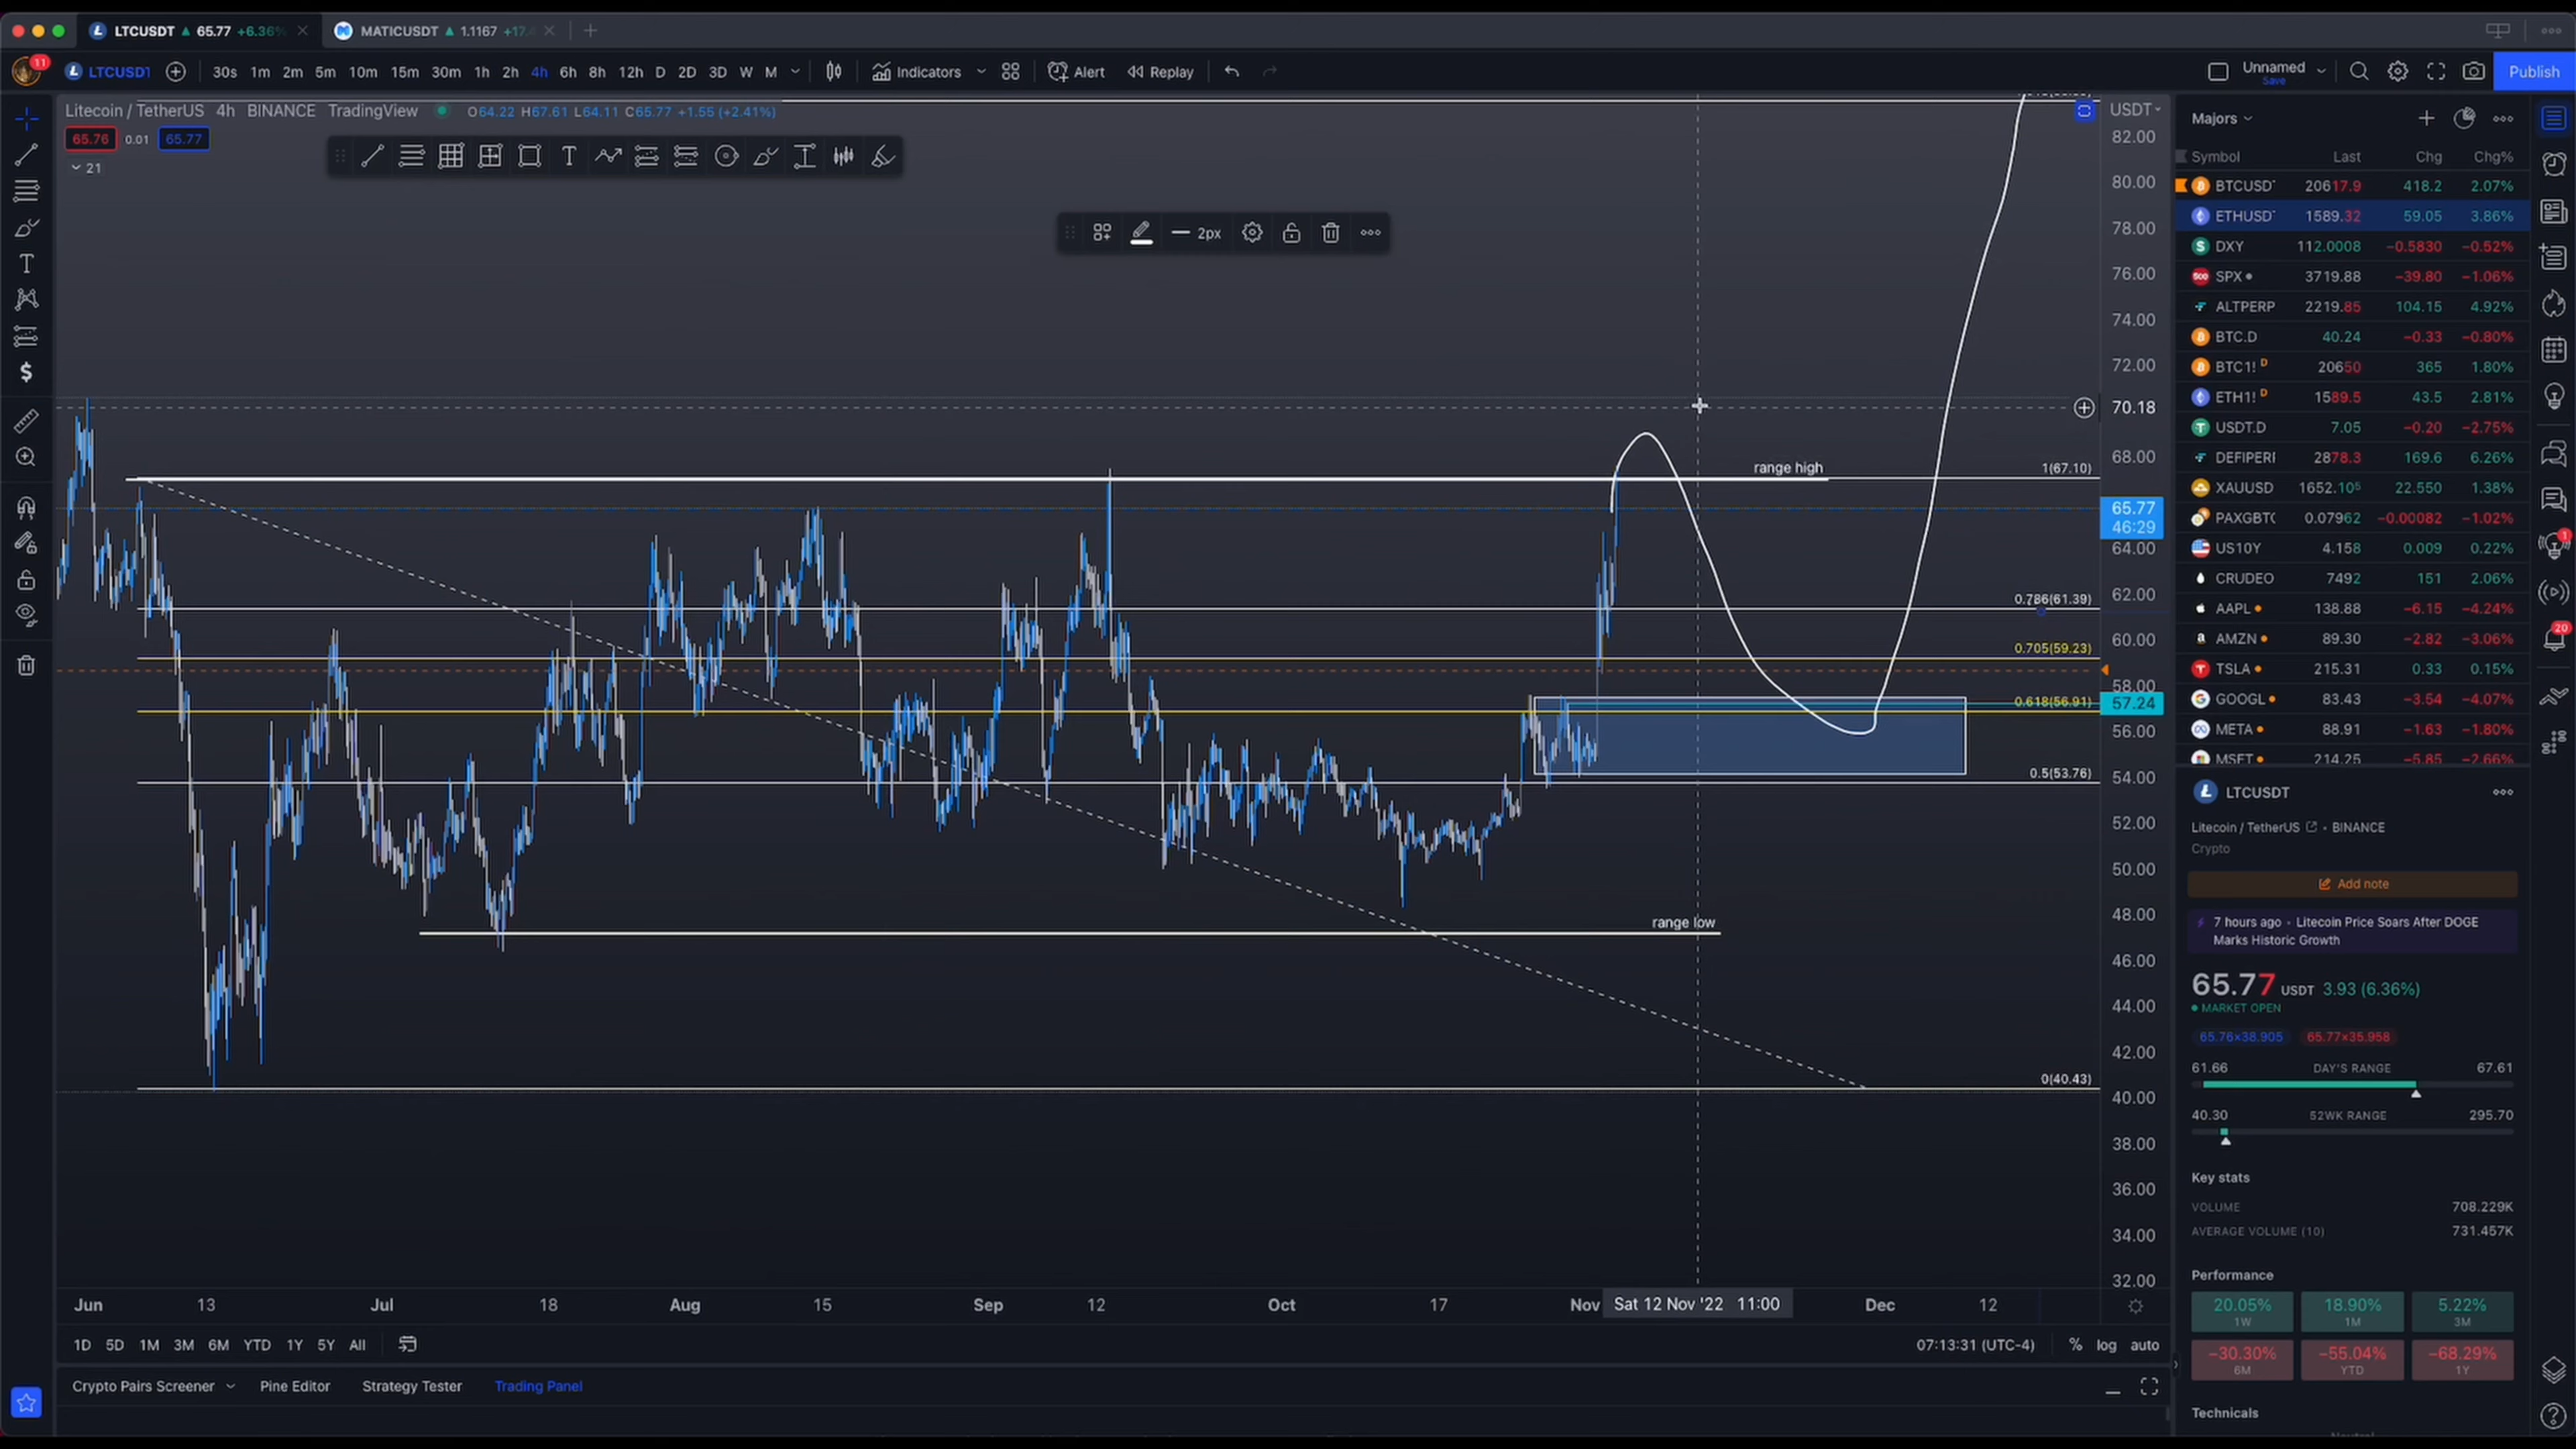 LTCUSDT ▲ 65.77 +6.36%
MATICUSDT ▲ 1.1167 +17.
11
LTCUSDT 30s 1m 2m 5m 10m 15m 30m 1h 2h 4h 6h 8h 12h D 2D 3D W M Indicators Alert Replay Unnamed Publish
Save
Litecoin / TetherUS 4h BINANCE TradingView O64.22 H67.61 L64.11 C65.77 +1.55 (+2.41%)
65.76 0.01 65.77
21
2px
USDT
82.00
80.00
78.00
76.00
74.00
72.00
70.18
68.00
65.77
46:29
64.00
62.00
60.00
58.00
57.24
56.00
54.00
52.00
50.00
48.00
46.00
44.00
42.00
40.00
38.00
36.00
34.00
32.00
range high
1(67.10)
0.786(61.39)
0.705(59.23)
0.618(56.91)
0.5(53.76)
range low
0(40.43)
Jun 13 Jul 18 Aug 15 Sep 12 Oct 17 Nov Sat 12 Nov '22 11:00 Dec 12
1D 5D 1M 3M 6M YTD 1Y 5Y All 07:13:31 (UTC-4) % log auto
Crypto Pairs Screener Pine Editor Strategy Tester Trading Panel
Majors
Symbol Last Chg Chg%
BTCUSD 20617.9 418.2 2.07%
ETHUSD 1589.32 59.05 3.86%
DXY 112.0008 −0.5830 −0.52%
SPX 3719.88 −39.80 −1.06%
ALTPERP 2219.85 104.15 4.92%
BTC.D 40.24 −0.33 −0.80%
BTC1! D 20650 365 1.80%
ETH1! D 1589.5 43.5 2.81%
USDT.D 7.05 −0.20 −2.75%
DEFIPERI 2878.3 169.6 6.26%
XAUUSD 1652.10⁵ 22.550 1.38%
PAXGBT( 0.07962 −0.00082 −1.02%
US10Y 4.158 0.009 0.22%
CRUDEO 7492 151 2.06%
AAPL 138.88 −6.15 −4.24%
AMZN 89.30 −2.82 −3.06%
TSLA 215.31 0.33 0.15%
GOOGL 83.43 −3.54 −4.07%
META 88.91 −1.63 −1.80%
MSFT 214.25 −5.85 −2.66%
LTCUSDT
Litecoin / TetherUS • BINANCE
Crypto
Add note
7 hours ago • Litecoin Price Soars After DOGE
Marks Historic Growth
65.77 USDT 3.93 (6.36%)
MARKET OPEN
65.76×38.905 65.77×35.958
61.66 DAY'S RANGE 67.61
40.30 52WK RANGE 295.70
Key stats
VOLUME 708.229K
AVERAGE VOLUME (10) 731.457K
Performance
20.05% 18.90% 5.22%
1W 1M 3M
−30.30% −55.04% −68.29%
6M YTD 1Y
Technicals
1
20